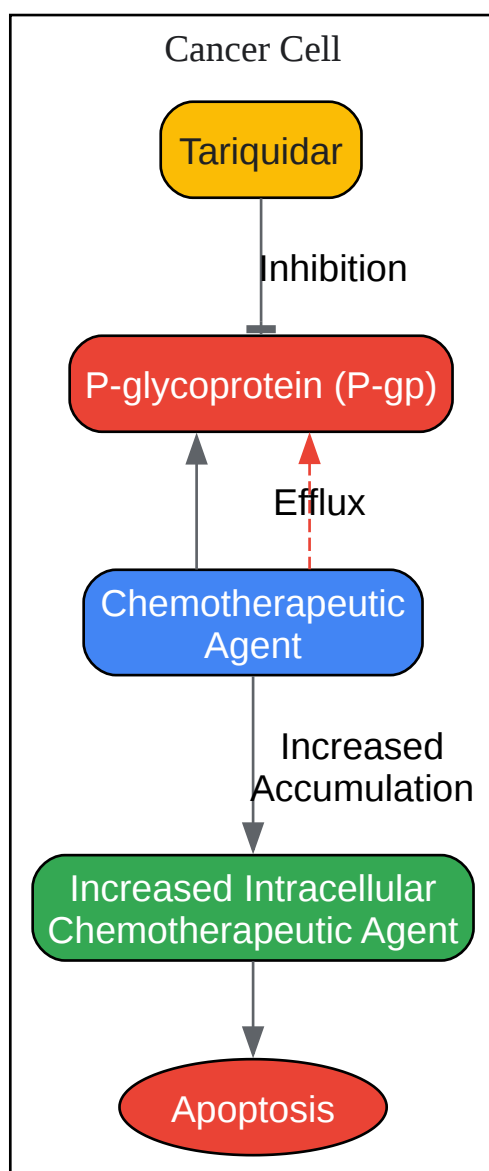 Cancer Cell
Tariquidar
Inhibition
P-glycoprotein (P-gp)
Efflux
Chemotherapeutic
Agent
Increased
Accumulation
Increased Intracellular
Chemotherapeutic Agent
Apoptosis